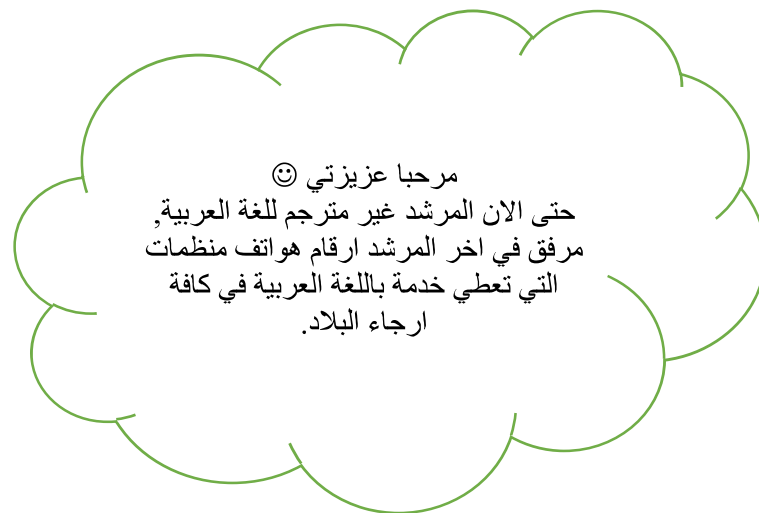 مرحبا عزيزتي ☺
حتى الان المرشد غير مترجم للغة العربية,
مرفق في اخر المرشد ارقام هواتف منظمات
التي تعطي خدمة باللغة العربية في كافة
ارجاء البلاد.